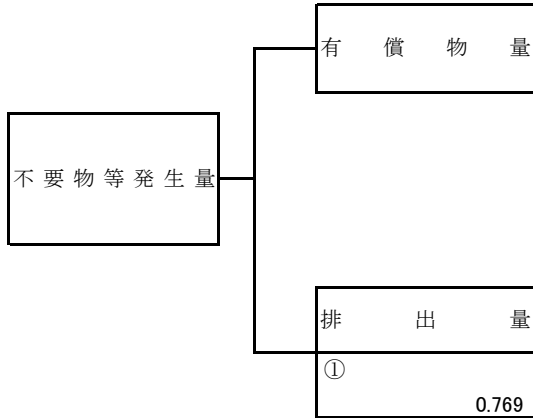 有償物量
不要物等発生量
排出量
①
0.769